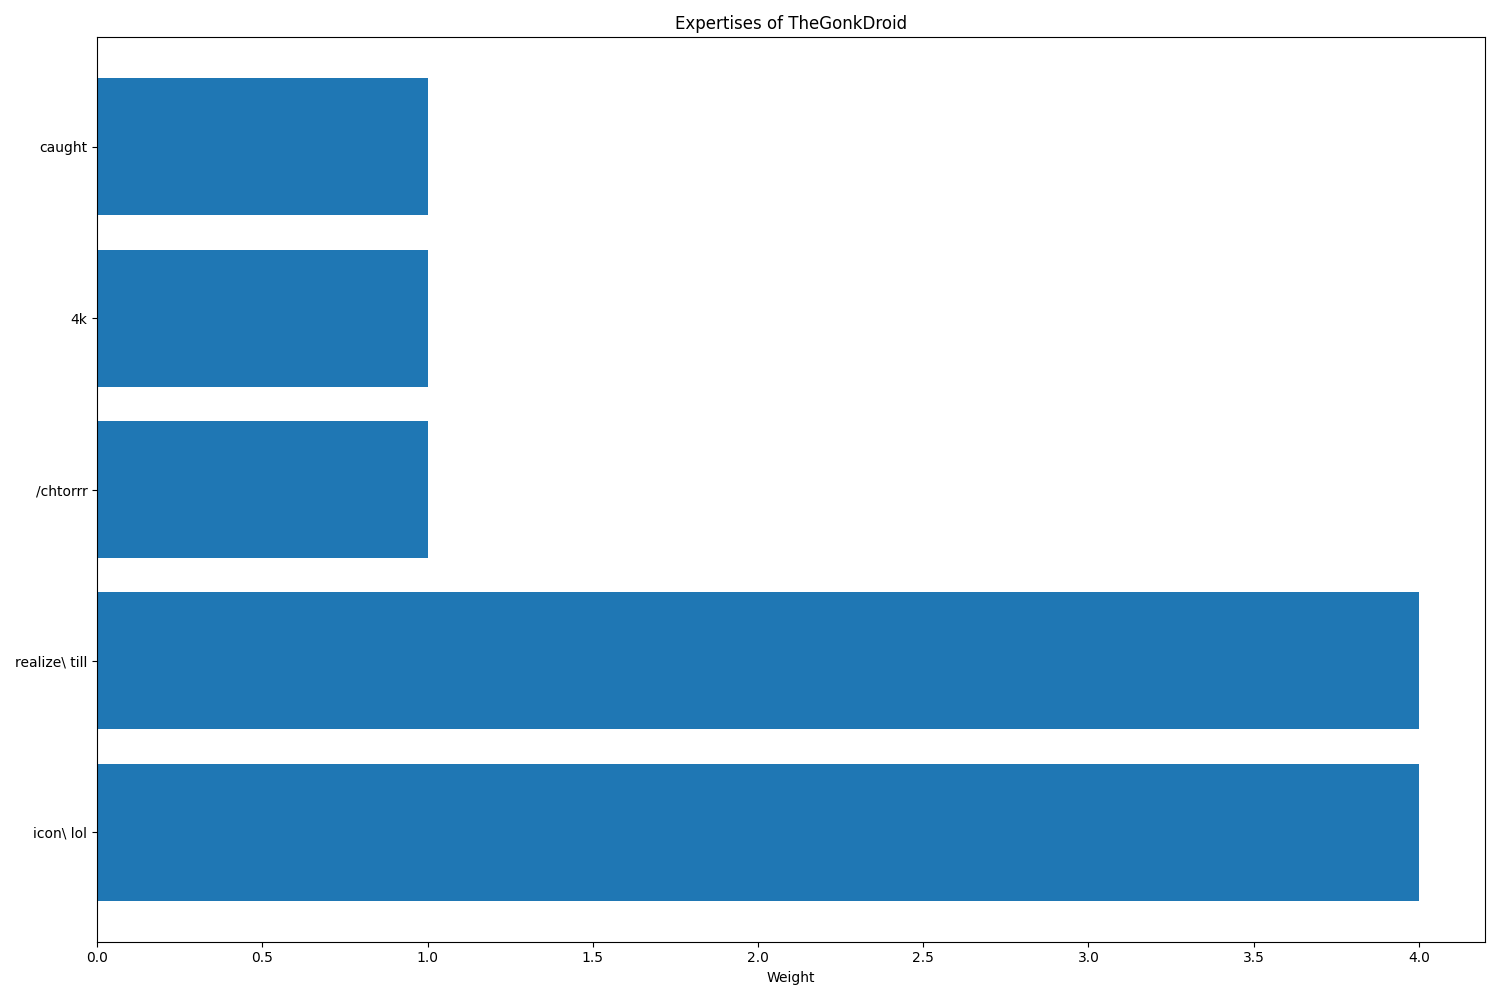 Expertises of TheGonkDroid
caught
4k
/chtorrr
realize\ till
icon\ lol
0.0 0.5 1.0 1.5 2.0 2.5 3.0 3.5 4.0
Weight